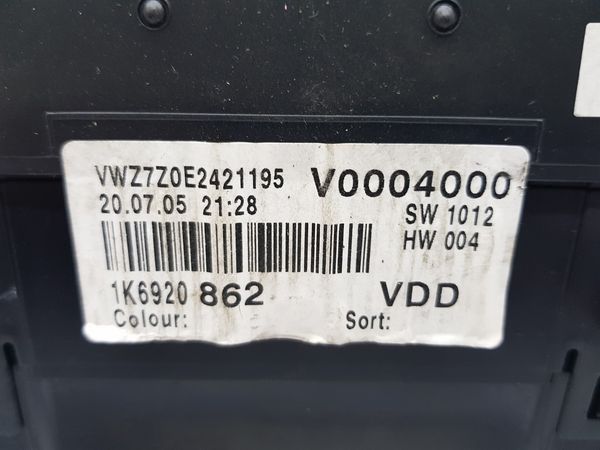 VWZ7Z0E2421195 V0004000
20.07.05 21:28 SW 1012
HW 004
1K6920 862 VDD
Colour: Sort: